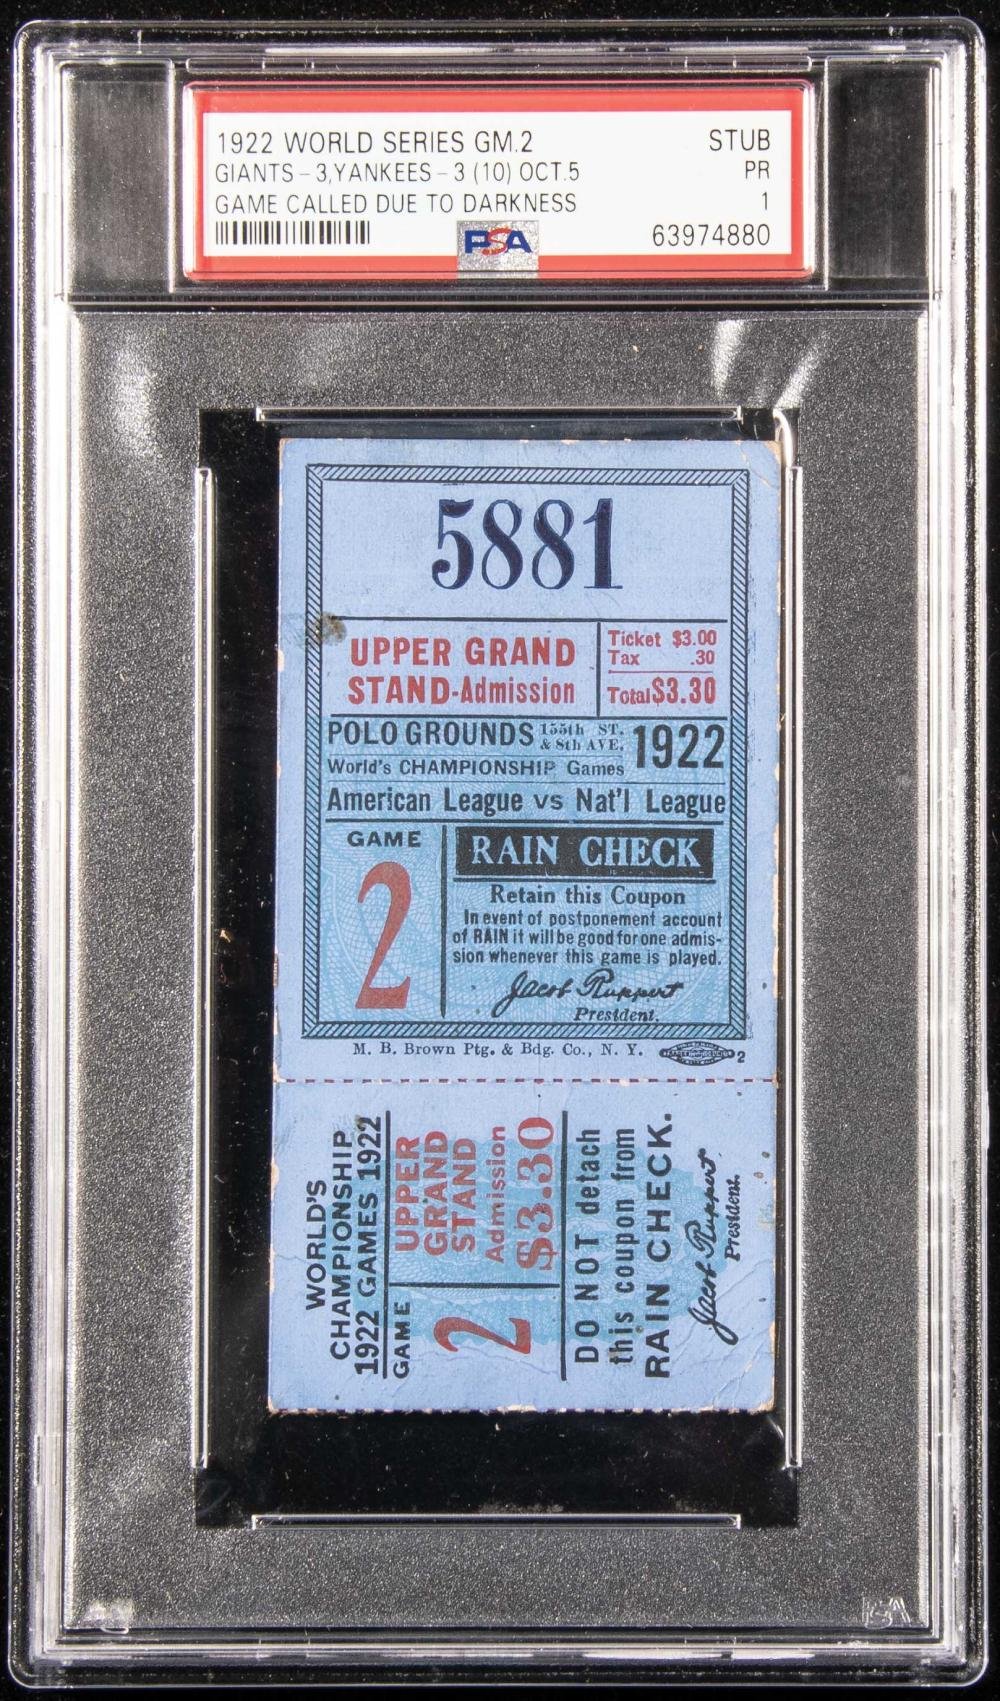 1922 WORLD SERIES GM.2 STUB
GIANTS-3,YANKEES-3 (10) OCT.5 PR
GAME CALLED DUE TO DARKNESS 1
PSA 63974880
5881
UPPER GRAND
STAND-Admission
Ticket $3.00
Tax .30
Total $3.30
POLO GROUNDS 155th ST. & 8th AVE. 1922
World's CHAMPIONSHIP Games
American League vs Nat'l League
GAME
2
RAIN CHECK
Retain this Coupon
In event of postponement account
of RAIN it will be good for one admis-
sion whenever this game is played.
Jacob Ruppert
President.
M. B. Brown Ptg. & Bdg. Co., N. Y. 2
WORLD'S
CHAMPIONSHIP
1922 GAMES 1922
GAME
2
UPPER
GRAND
STAND
Admission
$3.30
DO NOT detach
this coupon from
RAIN CHECK.
Jacob Ruppert
President.
PSA